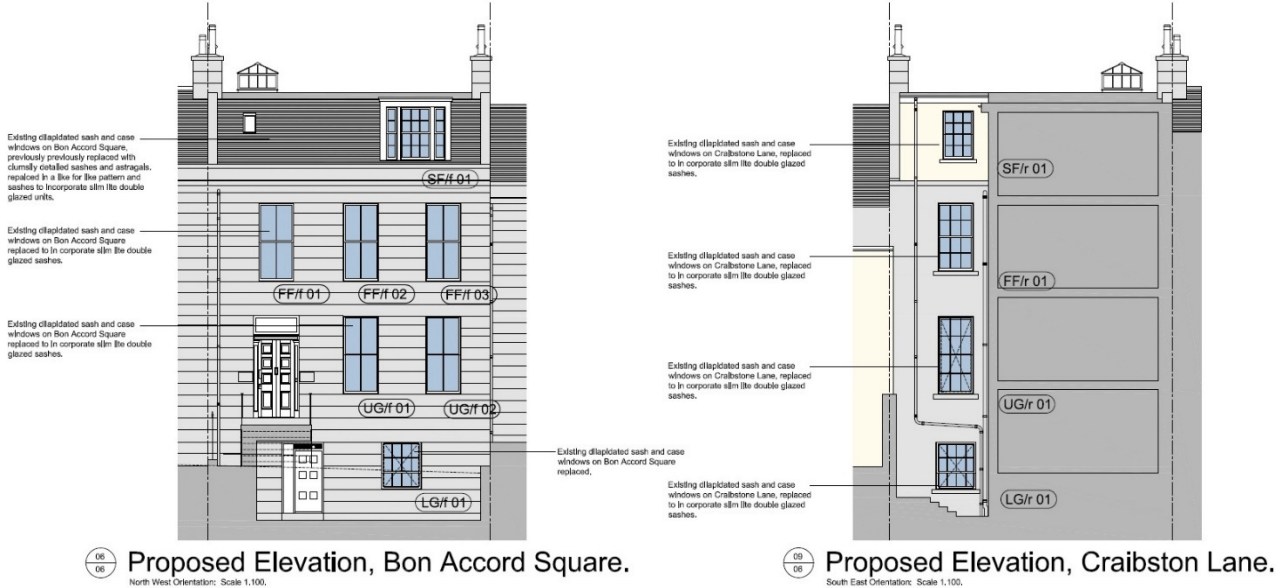 Existing dilapidated sash and case
windows on Bon Accord Square,
previously previously replaced with
clumsily detailed sashes and astragals.
repalced in a like for like pattern and
sashes to incorporate slim lite double
glazed units.
Existing dilapidated sash and case
windows on Bon Accord Square
replaced to in corporate slim lite double
glazed sashes.
Existing dilapidated sash and case
windows on Bon Accord Square
replaced to in corporate slim lite double
glazed sashes.
SF/f 01
FF/f 01
FF/f 02
FF/f 03
UG/f 01
UG/f 02
LG/f 01
Existing dilapidated sash and case
windows on Bon Accord Square
replaced.
06
06
Proposed Elevation, Bon Accord Square.
North West Orientation: Scale 1.100.
Existing dilapidated sash and case
windows on Craibstone Lane, replaced
to in corporate slim lite double glazed
sashes.
Existing dilapidated sash and case
windows on Craibstone Lane, replaced
to in corporate slim lite double glazed
sashes.
Existing dilapidated sash and case
windows on Craibstone Lane, replaced
to in corporate slim lite double glazed
sashes.
Existing dilapidated sash and case
windows on Craibstone Lane, replaced
to in corporate slim lite double glazed
sashes.
SF/r 01
FF/r 01
UG/r 01
LG/r 01
09
06
Proposed Elevation, Craibston Lane.
South East Orientation: Scale 1.100.